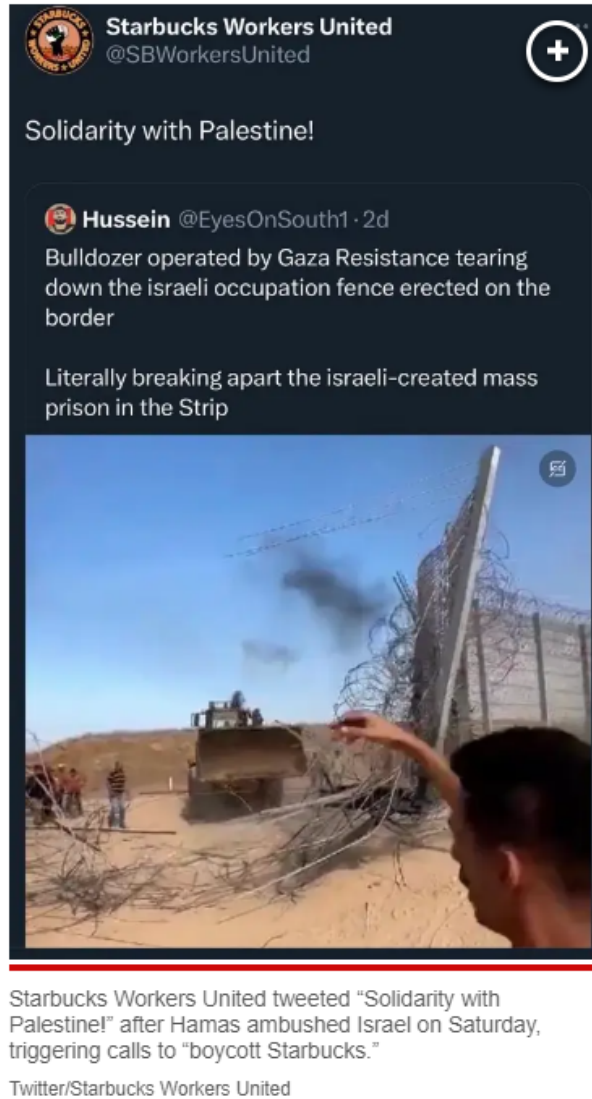 STARBUCKS
WORKERS UNITED
Starbucks Workers United
@SBWorkersUnited
Solidarity with Palestine!
Hussein @EyesOnSouth1 · 2d
Bulldozer operated by Gaza Resistance tearing
down the israeli occupation fence erected on the
border
Literally breaking apart the israeli-created mass
prison in the Strip
Starbucks Workers United tweeted “Solidarity with
Palestine!” after Hamas ambushed Israel on Saturday,
triggering calls to “boycott Starbucks.”
Twitter/Starbucks Workers United